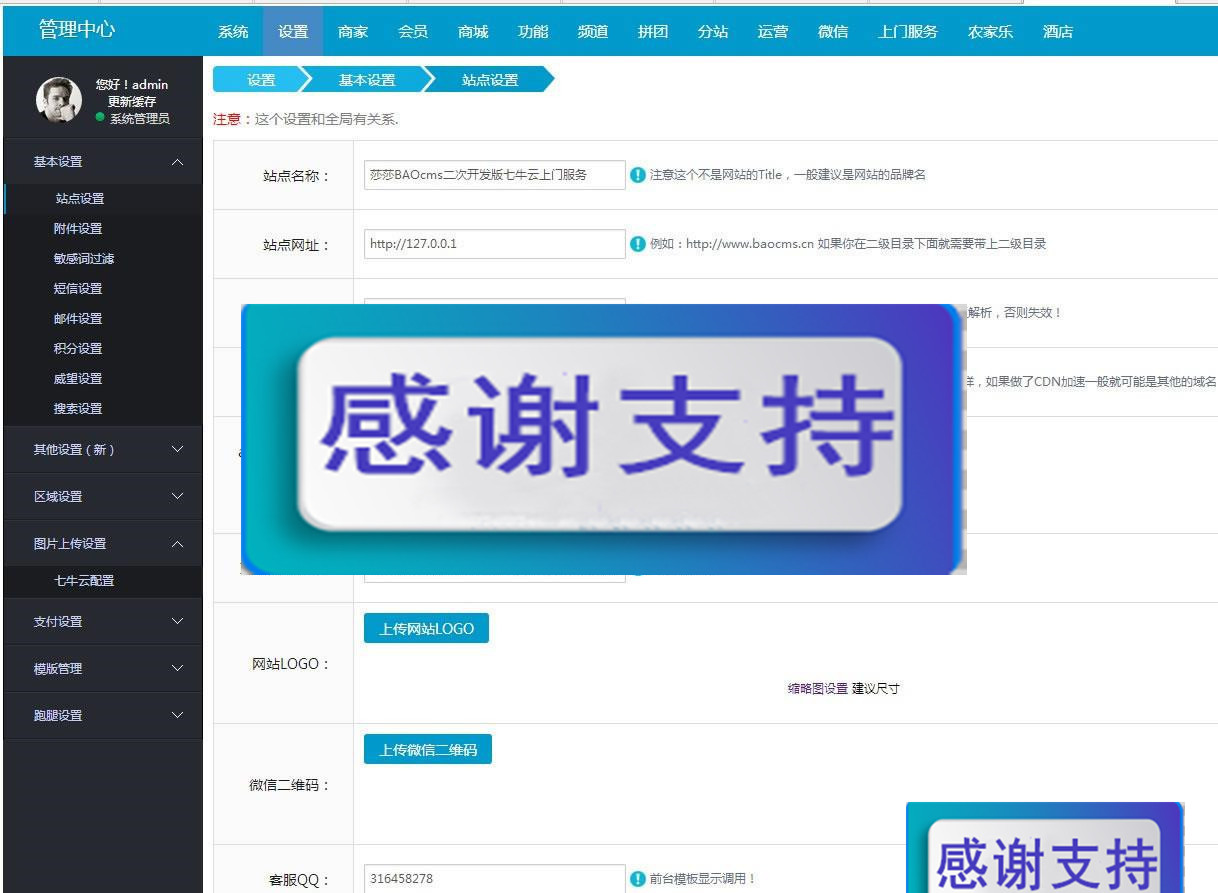 管理中心 系统 设置 商家 会员 商城 功能 频道 拼团 分站 运营 微信 上门服务 农家乐 酒店
您好！admin
更新缓存
系统管理员
基本设置
站点设置
附件设置
敏感词过滤
短信设置
邮件设置
积分设置
威望设置
搜索设置
其他设置（新）
区域设置
图片上传设置
七牛云配置
支付设置
模版管理
跑腿设置
设置 基本设置 站点设置
注意：这个设置和全局有关系.
站点名称： 莎莎BAOcms二次开发版七牛云上门服务 注意这个不是网站的Title，一般建议是网站的品牌名
站点网址： http://127.0.0.1 例如：http://www.baocms.cn 如果你在二级目录下面就需要带上二级目录
解析，否则失效！
，如果做了CDN加速一般就可能是其他的域名
感谢支持
网站LOGO： 上传网站LOGO
缩略图设置 建议尺寸
微信二维码： 上传微信二维码
感谢支持
客服QQ： 316458278 前台模板显示调用！